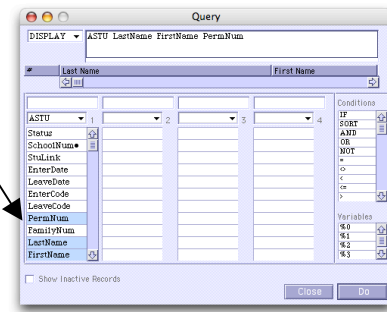 Query
DISPLAY
ASTU LastName FirstName PermNum
# Last Name First Name
ASTU 1 2 3 4
Status
SchoolNum•
StuLink
EnterDate
LeaveDate
EnterCode
LeaveCode
PermNum
FamilyNum
LastName
FirstName
Conditions
IF
SORT
AND
OR
NOT
=
<>
<
<=
>
Variables
%0
%1
%2
%3
Show Inactive Records
Close Do